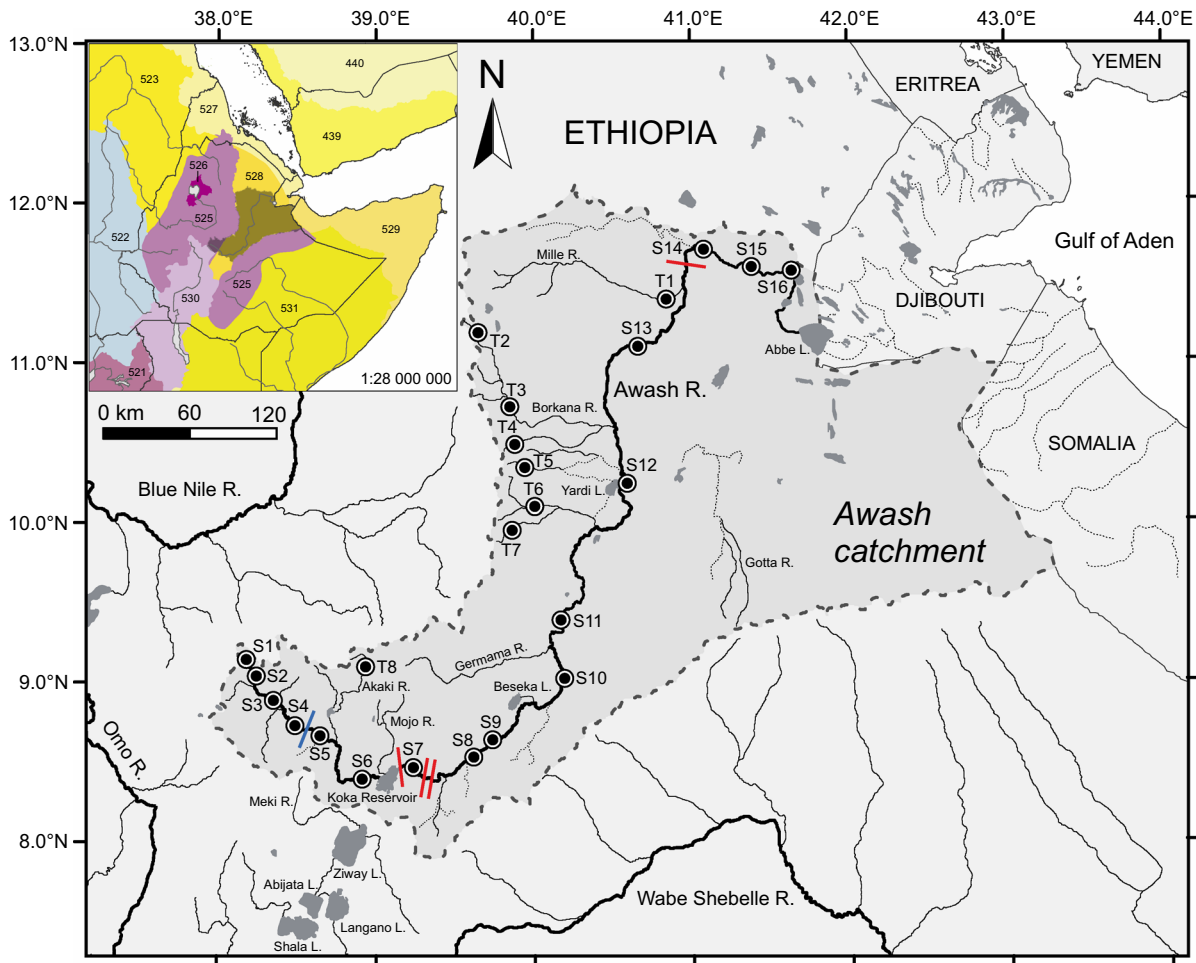 38.0°E 39.0°E 40.0°E 41.0°E 42.0°E 43.0°E 44.0°E
13.0°N
12.0°N
11.0°N
10.0°N
9.0°N
8.0°N
440
523
527
439
526
528
525
529
522
530
525
531
521
1:28 000 000
0 km 60 120
N
ETHIOPIA
ERITREA
YEMEN
Gulf of Aden
DJIBOUTI
SOMALIA
Mille R.
S14
S15
S16
T1
S13
Abbe L.
T2
Awash R.
T3
Borkana R.
T4
T5
S12
Yardi L.
T6
T7
Blue Nile R.
Awash
catchment
Gotta R.
S11
S1
S2
T8
Germama R.
S10
S3
Akaki R.
Beseka L.
S4
Mojo R.
S9
S5
S8
S6
S7
Omo R.
Koka Reservoir
Meki R.
Ziway L.
Abijata L.
Langano L.
Shala L.
Wabe Shebelle R.